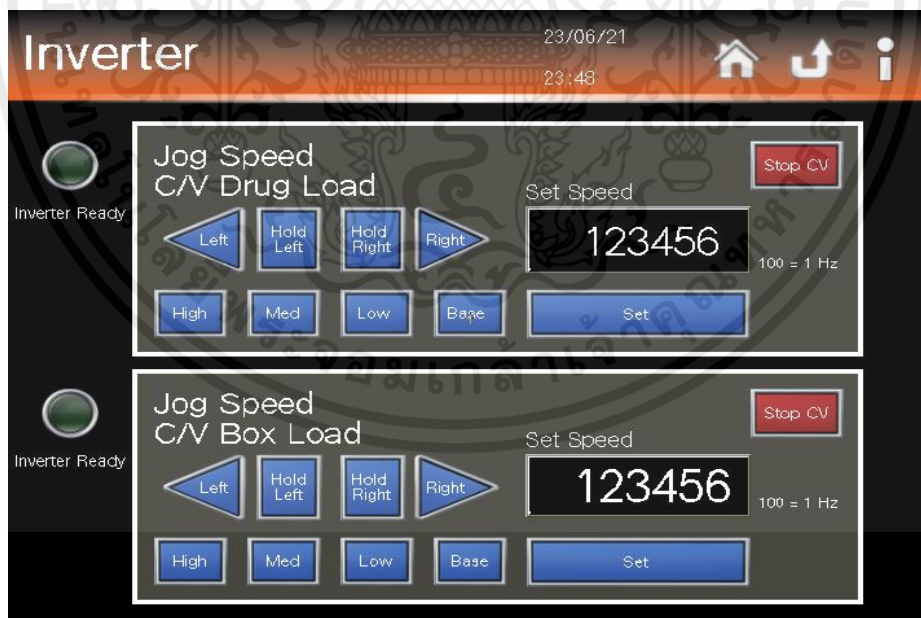 Inverter
23/06/21
23:48
Inverter Ready
Jog Speed
C/V Drug Load
Stop CV
Set Speed
Left
Hold
Left
Hold
Right
Right
123456
100 = 1 Hz
High
Med
Low
Base
Set
Inverter Ready
Jog Speed
C/V Box Load
Stop CV
Set Speed
Left
Hold
Left
Hold
Right
Right
123456
100 = 1 Hz
High
Med
Low
Base
Set